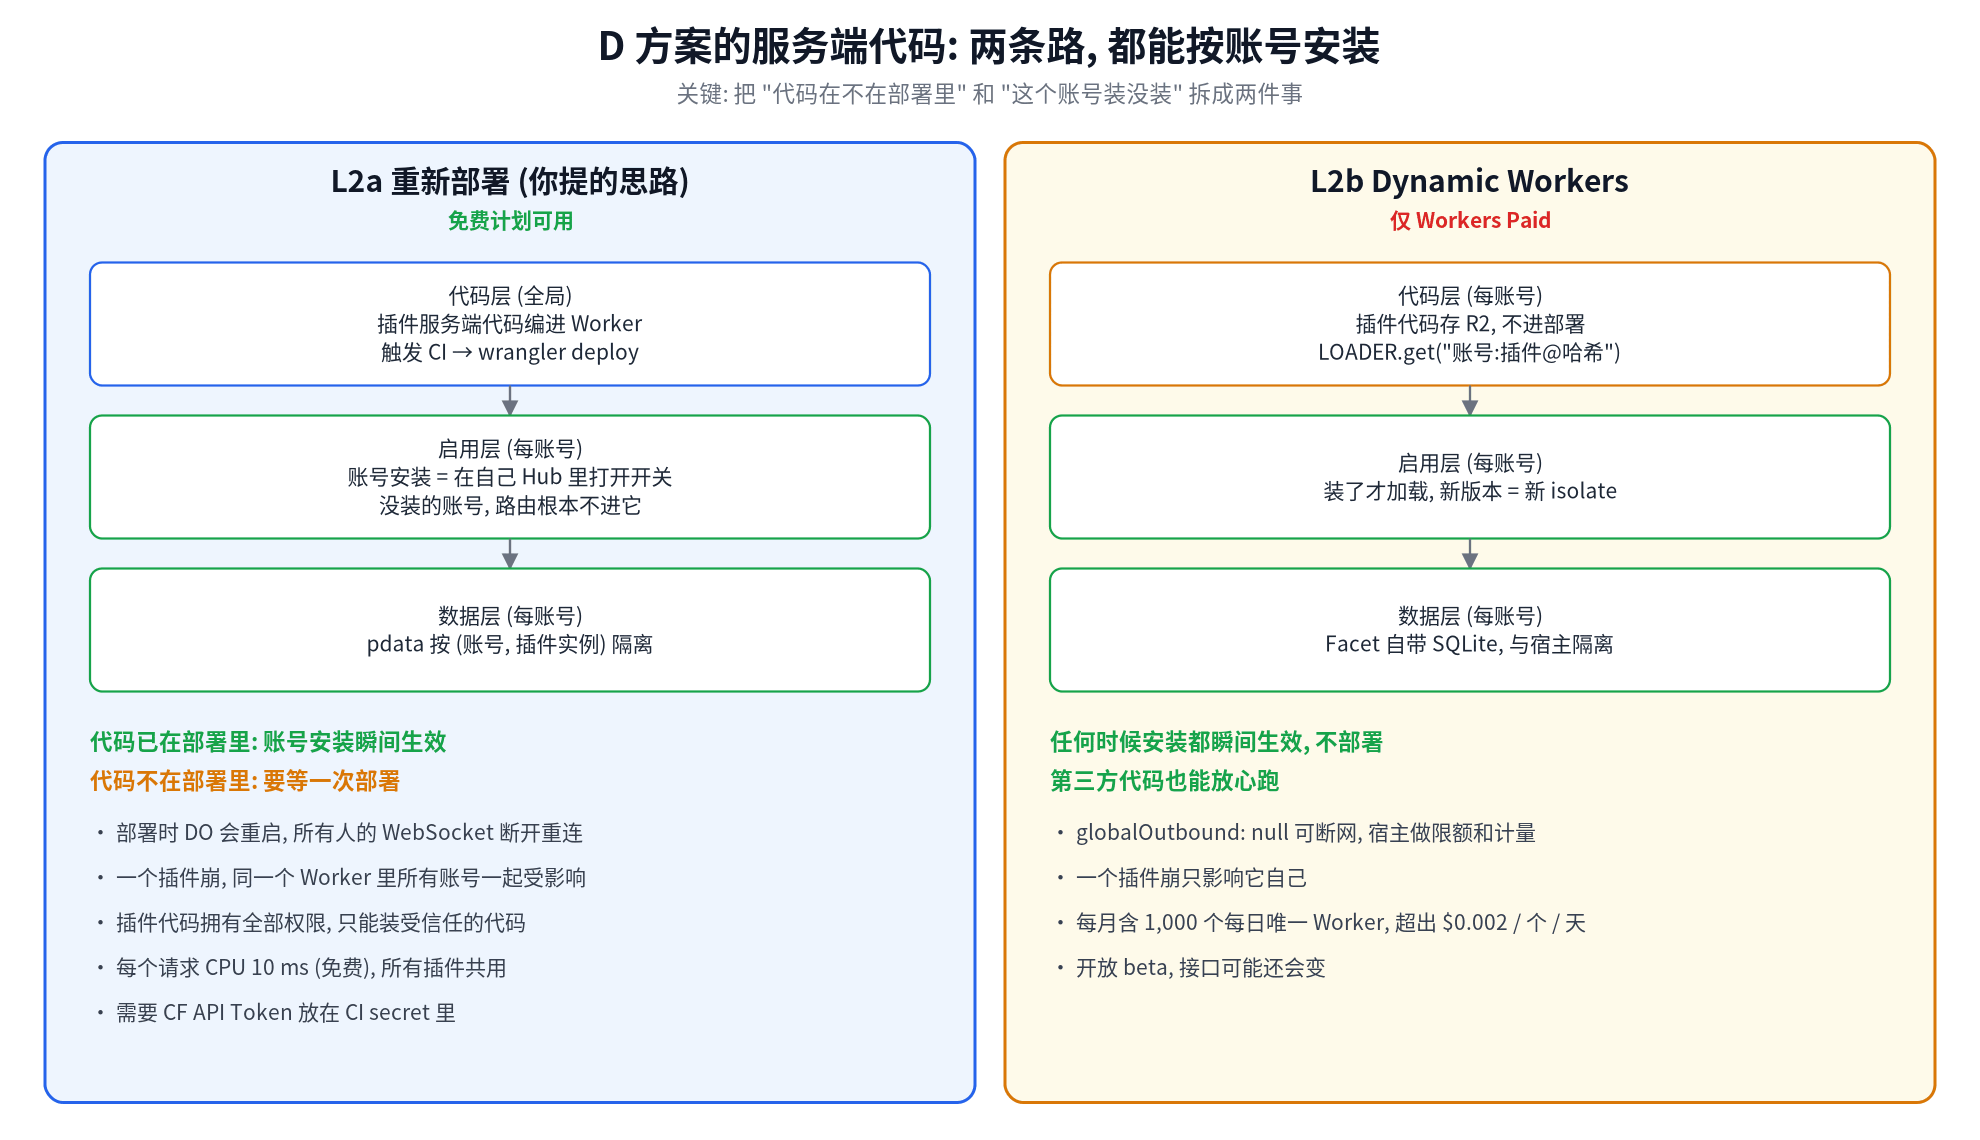 D 方案的服务端代码: 两条路, 都能按账号安装
关键: 把 "代码在不在部署里" 和 "这个账号装没装" 拆成两件事
L2a 重新部署 (你提的思路)
免费计划可用
代码层 (全局)
插件服务端代码编进 Worker
触发 CI → wrangler deploy
启用层 (每账号)
账号安装 = 在自己 Hub 里打开开关
没装的账号, 路由根本不进它
数据层 (每账号)
pdata 按 (账号, 插件实例) 隔离
代码已在部署里: 账号安装瞬间生效
代码不在部署里: 要等一次部署
· 部署时 DO 会重启, 所有人的 WebSocket 断开重连
· 一个插件崩, 同一个 Worker 里所有账号一起受影响
· 插件代码拥有全部权限, 只能装受信任的代码
· 每个请求 CPU 10 ms (免费), 所有插件共用
· 需要 CF API Token 放在 CI secret 里
L2b Dynamic Workers
仅 Workers Paid
代码层 (每账号)
插件代码存 R2, 不进部署
LOADER.get("账号:插件@哈希")
启用层 (每账号)
装了才加载, 新版本 = 新 isolate
数据层 (每账号)
Facet 自带 SQLite, 与宿主隔离
任何时候安装都瞬间生效, 不部署
第三方代码也能放心跑
· globalOutbound: null 可断网, 宿主做限额和计量
· 一个插件崩只影响它自己
· 每月含 1,000 个每日唯一 Worker, 超出 $0.002 / 个 / 天
· 开放 beta, 接口可能还会变